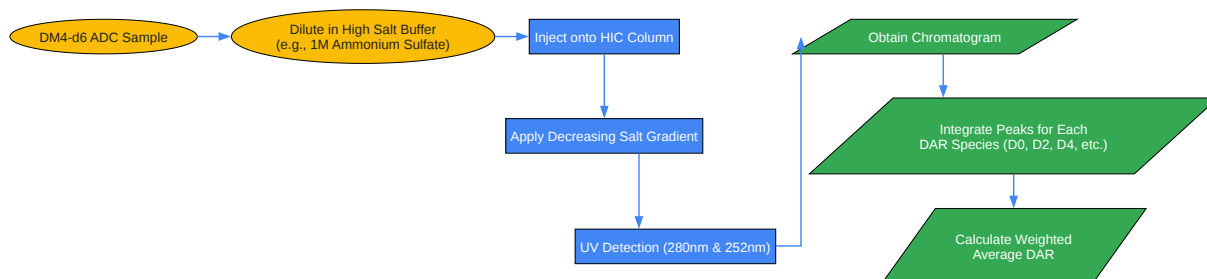 DM4-d6 ADC Sample
Dilute in High Salt Buffer
(e.g., 1M Ammonium Sulfate)
Inject onto HIC Column
Apply Decreasing Salt Gradient
UV Detection (280nm & 252nm)
Obtain Chromatogram
Integrate Peaks for Each
DAR Species (D0, D2, D4, etc.)
Calculate Weighted
Average DAR